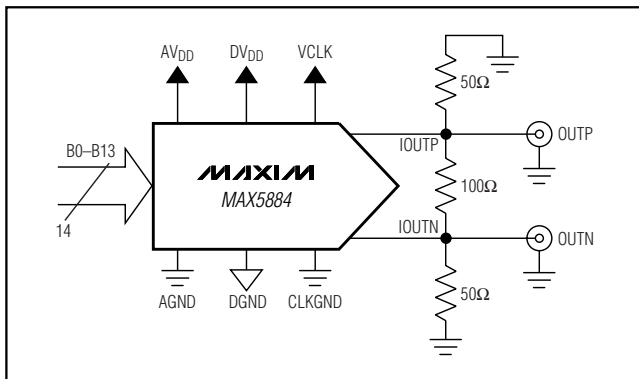 AVDD DVDD VCLK
50Ω
B0–B13
IOUTP
OUTP
MAXIM
MAX5884
100Ω
14
IOUTN
OUTN
50Ω
AGND DGND CLKGND